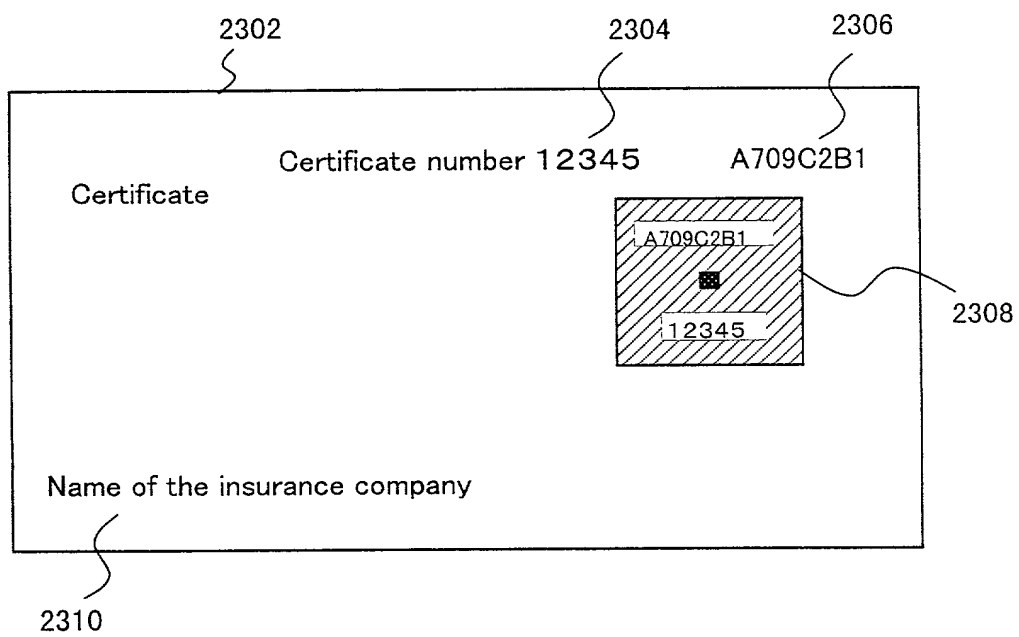 2302
2304
2306
Certificate number 12345
A709C2B1
Certificate
A709C2B1
12345
2308
Name of the insurance company
2310